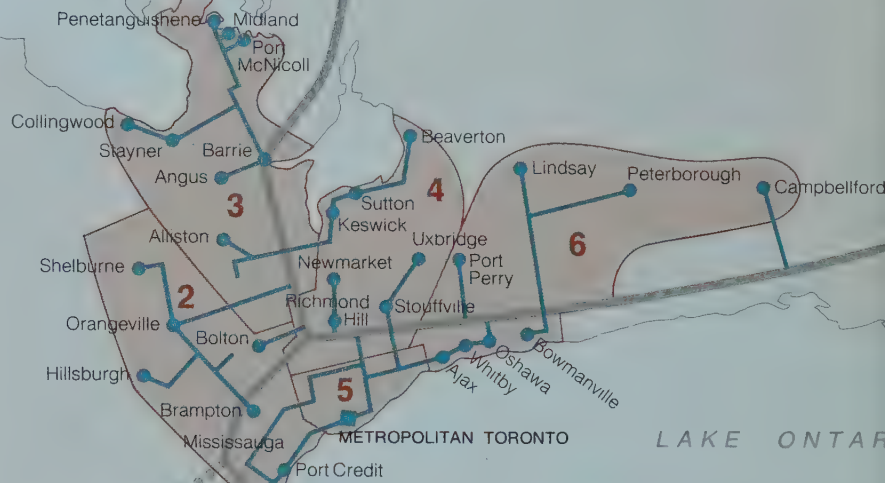 Penetanguishene
Midland
Port
McNicoll
Collingwood
Stayner
Barrie
Beaverton
Angus
Lindsay
Peterborough
Campbellford
3
4
Sutton
Keswick
Alliston
Uxbridge
6
Shelburne
Newmarket
Port
Perry
2
Richmond
Hill
Stouffville
Orangeville
Bolton
Hillsburgh
Ajax
Whitby
Oshawa
Bowmanville
5
Brampton
Mississauga
METROPOLITAN TORONTO
LAKE ONTAR
Port Credit